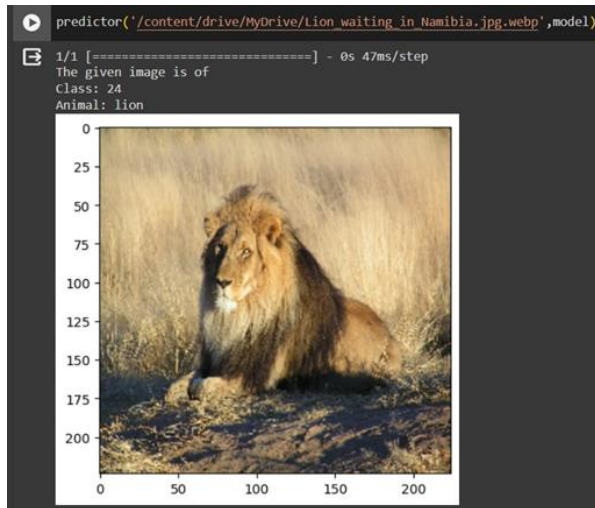 predictor('/content/drive/MyDrive/Lion_waiting_in_Namibia.jpg.webp',model)
1/1 [==============================] - 0s 47ms/step
The given image is of
Class: 24
Animal: lion
0
25
50
75
100
125
150
175
200
0 50 100 150 200